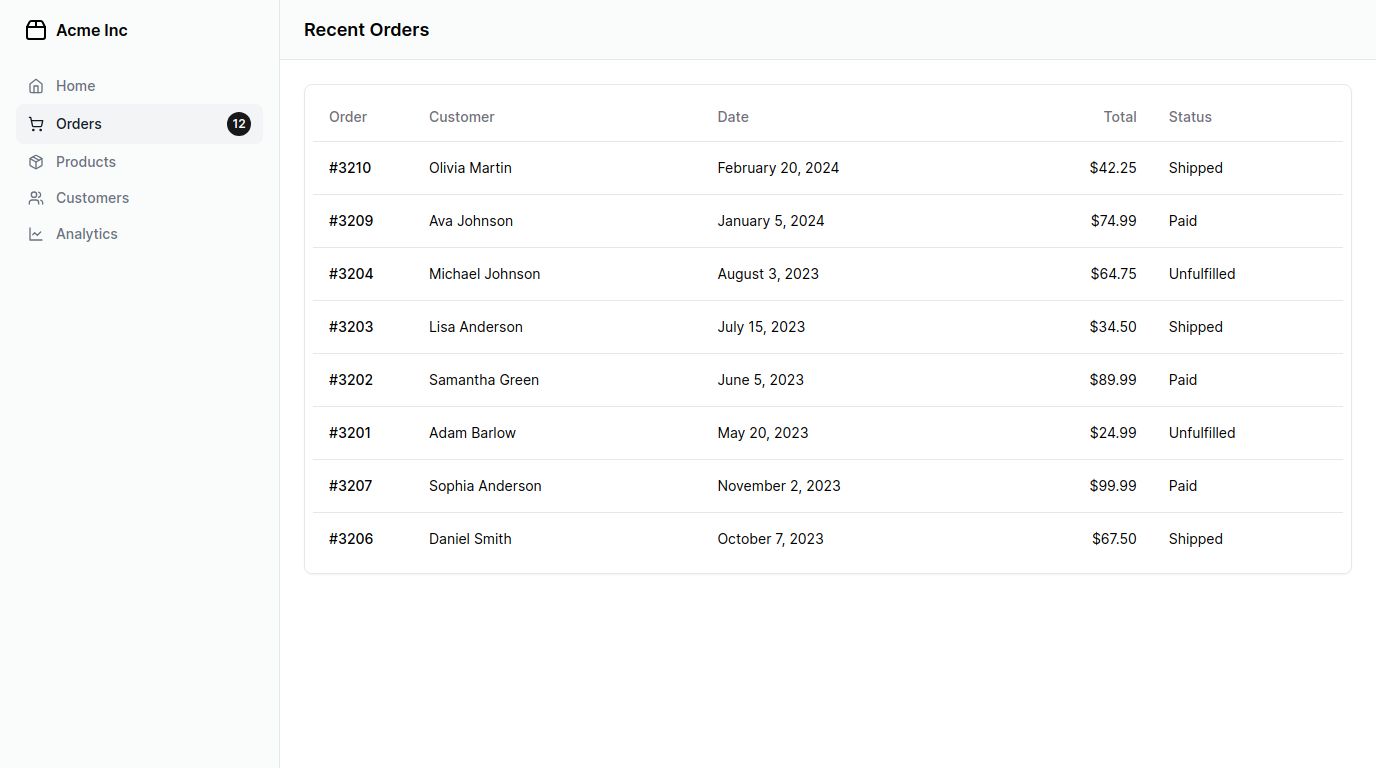 Acme Inc
Home
Orders 12
Products
Customers
Analytics
Recent Orders
Order Customer Date Total Status
#3210 Olivia Martin February 20, 2024 $42.25 Shipped
#3209 Ava Johnson January 5, 2024 $74.99 Paid
#3204 Michael Johnson August 3, 2023 $64.75 Unfulfilled
#3203 Lisa Anderson July 15, 2023 $34.50 Shipped
#3202 Samantha Green June 5, 2023 $89.99 Paid
#3201 Adam Barlow May 20, 2023 $24.99 Unfulfilled
#3207 Sophia Anderson November 2, 2023 $99.99 Paid
#3206 Daniel Smith October 7, 2023 $67.50 Shipped